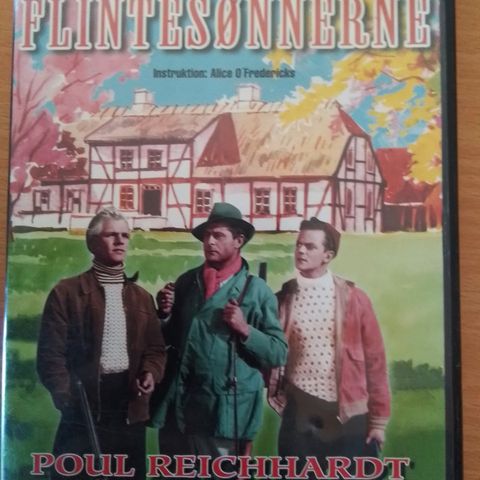 FLINTESØNNERNE
Instruktion: Alice O'Fredericks
POUL REICHHARDT